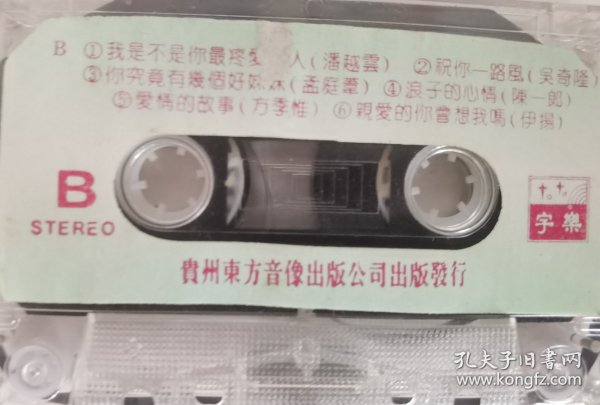 B ①我是不是你最疼愛 人(潘越雲) ②祝你一路風(吳奇隆)
③你究竟有幾個好妹妹(孟庭葦) ④浪子的心情(陳一郎)
⑤愛情的故事(方季惟) ⑥親愛的你會想我嗎(伊揚)
B
STEREO
字樂
貴州東方音像出版公司出版發行
孔夫子旧書网
www.kongfz.com